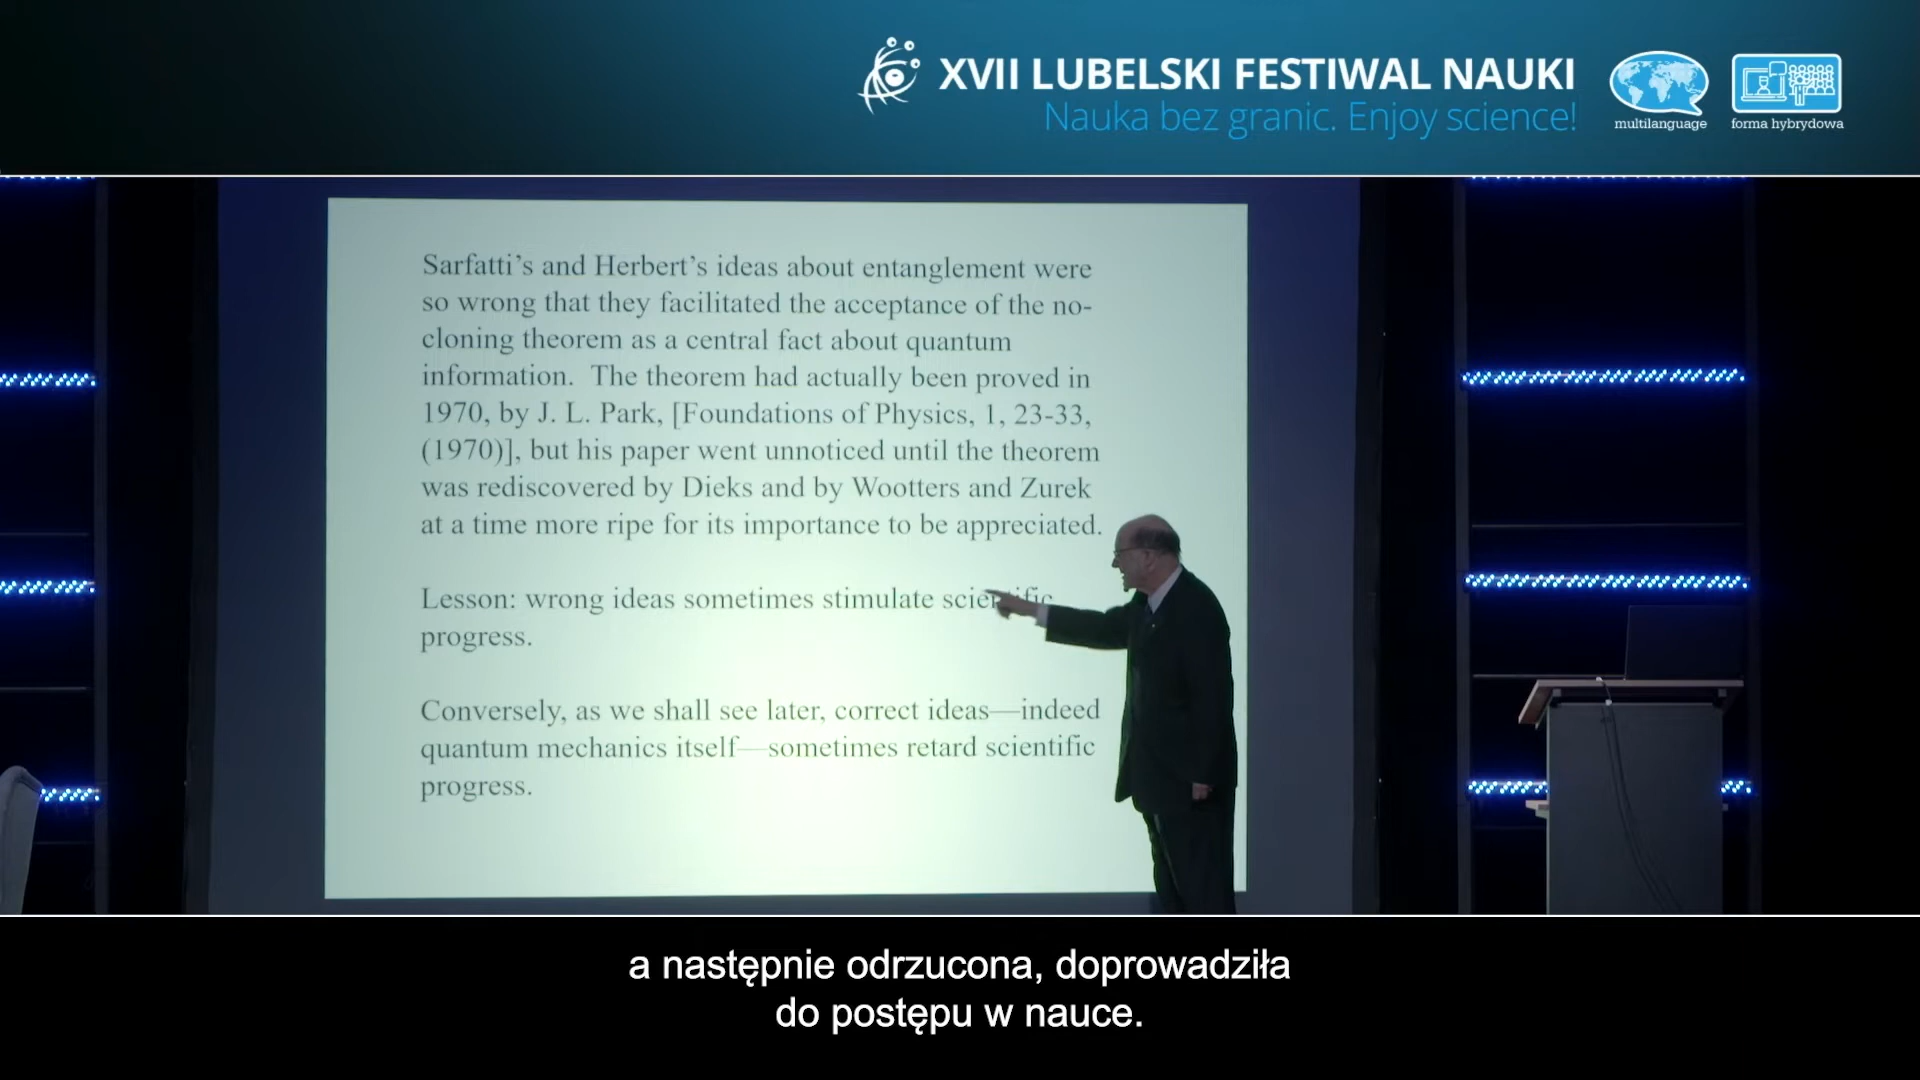 XVII LUBELSKI FESTIWAL NAUKI
Nauka bez granic. Enjoy science!
multilanguage
forma hybrydowa
Sarfatti's and Herbert's ideas about entanglement were
so wrong that they facilitated the acceptance of the no-
cloning theorem as a central fact about quantum
information. The theorem had actually been proved in
1970, by J. L. Park, [Foundations of Physics, 1, 23-33,
(1970)], but his paper went unnoticed until the theorem
was rediscovered by Dieks and by Wootters and Zurek
at a time more ripe for its importance to be appreciated.
Lesson: wrong ideas sometimes stimulate scientific
progress.
Conversely, as we shall see later, correct ideas—indeed
quantum mechanics itself—sometimes retard scientific
progress.
a następnie odrzucona, doprowadziła
do postępu w nauce.